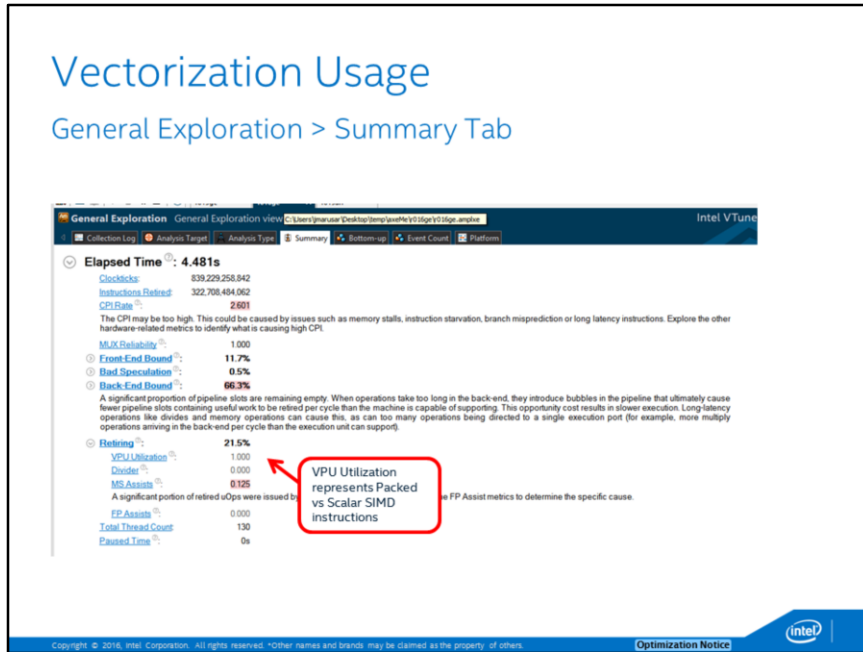 Vectorization Usage
General Exploration > Summary Tab
General Exploration General Exploration view C:\Users\jmarusar\Desktop\temp\axeMe\r016ge\r016ge.amplxe Intel VTune
Collection Log Analysis Target Analysis Type Summary Bottom-up Event Count Platform
Elapsed Time: 4.481s
Clockticks: 839,229,258,842
Instructions Retired: 322,708,484,062
CPI Rate: 2.601
The CPI may be too high. This could be caused by issues such as memory stalls, instruction starvation, branch misprediction or long latency instructions. Explore the other
hardware-related metrics to identify what is causing high CPI.
MUX Reliability: 1.000
Front-End Bound: 11.7%
Bad Speculation: 0.5%
Back-End Bound: 66.3%
A significant proportion of pipeline slots are remaining empty. When operations take too long in the back-end, they introduce bubbles in the pipeline that ultimately cause
fewer pipeline slots containing useful work to be retired per cycle than the machine is capable of supporting. This opportunity cost results in slower execution. Long-latency
operations like divides and memory operations can cause this, as can too many operations being directed to a single execution port (for example, more multiply
operations arriving in the back-end per cycle than the execution unit can support).
Retiring: 21.5%
VPU Utilization: 1.000
Divider: 0.000
MS Assists: 0.125
A significant portion of retired uOps were issued by FP Assist metrics to determine the specific cause.
FP Assists: 0.000
Total Thread Count: 130
Paused Time: 0s
VPU Utilization
represents Packed
vs Scalar SIMD
instructions
Copyright © 2016, Intel Corporation. All rights reserved. *Other names and brands may be claimed as the property of others. Optimization Notice
intel